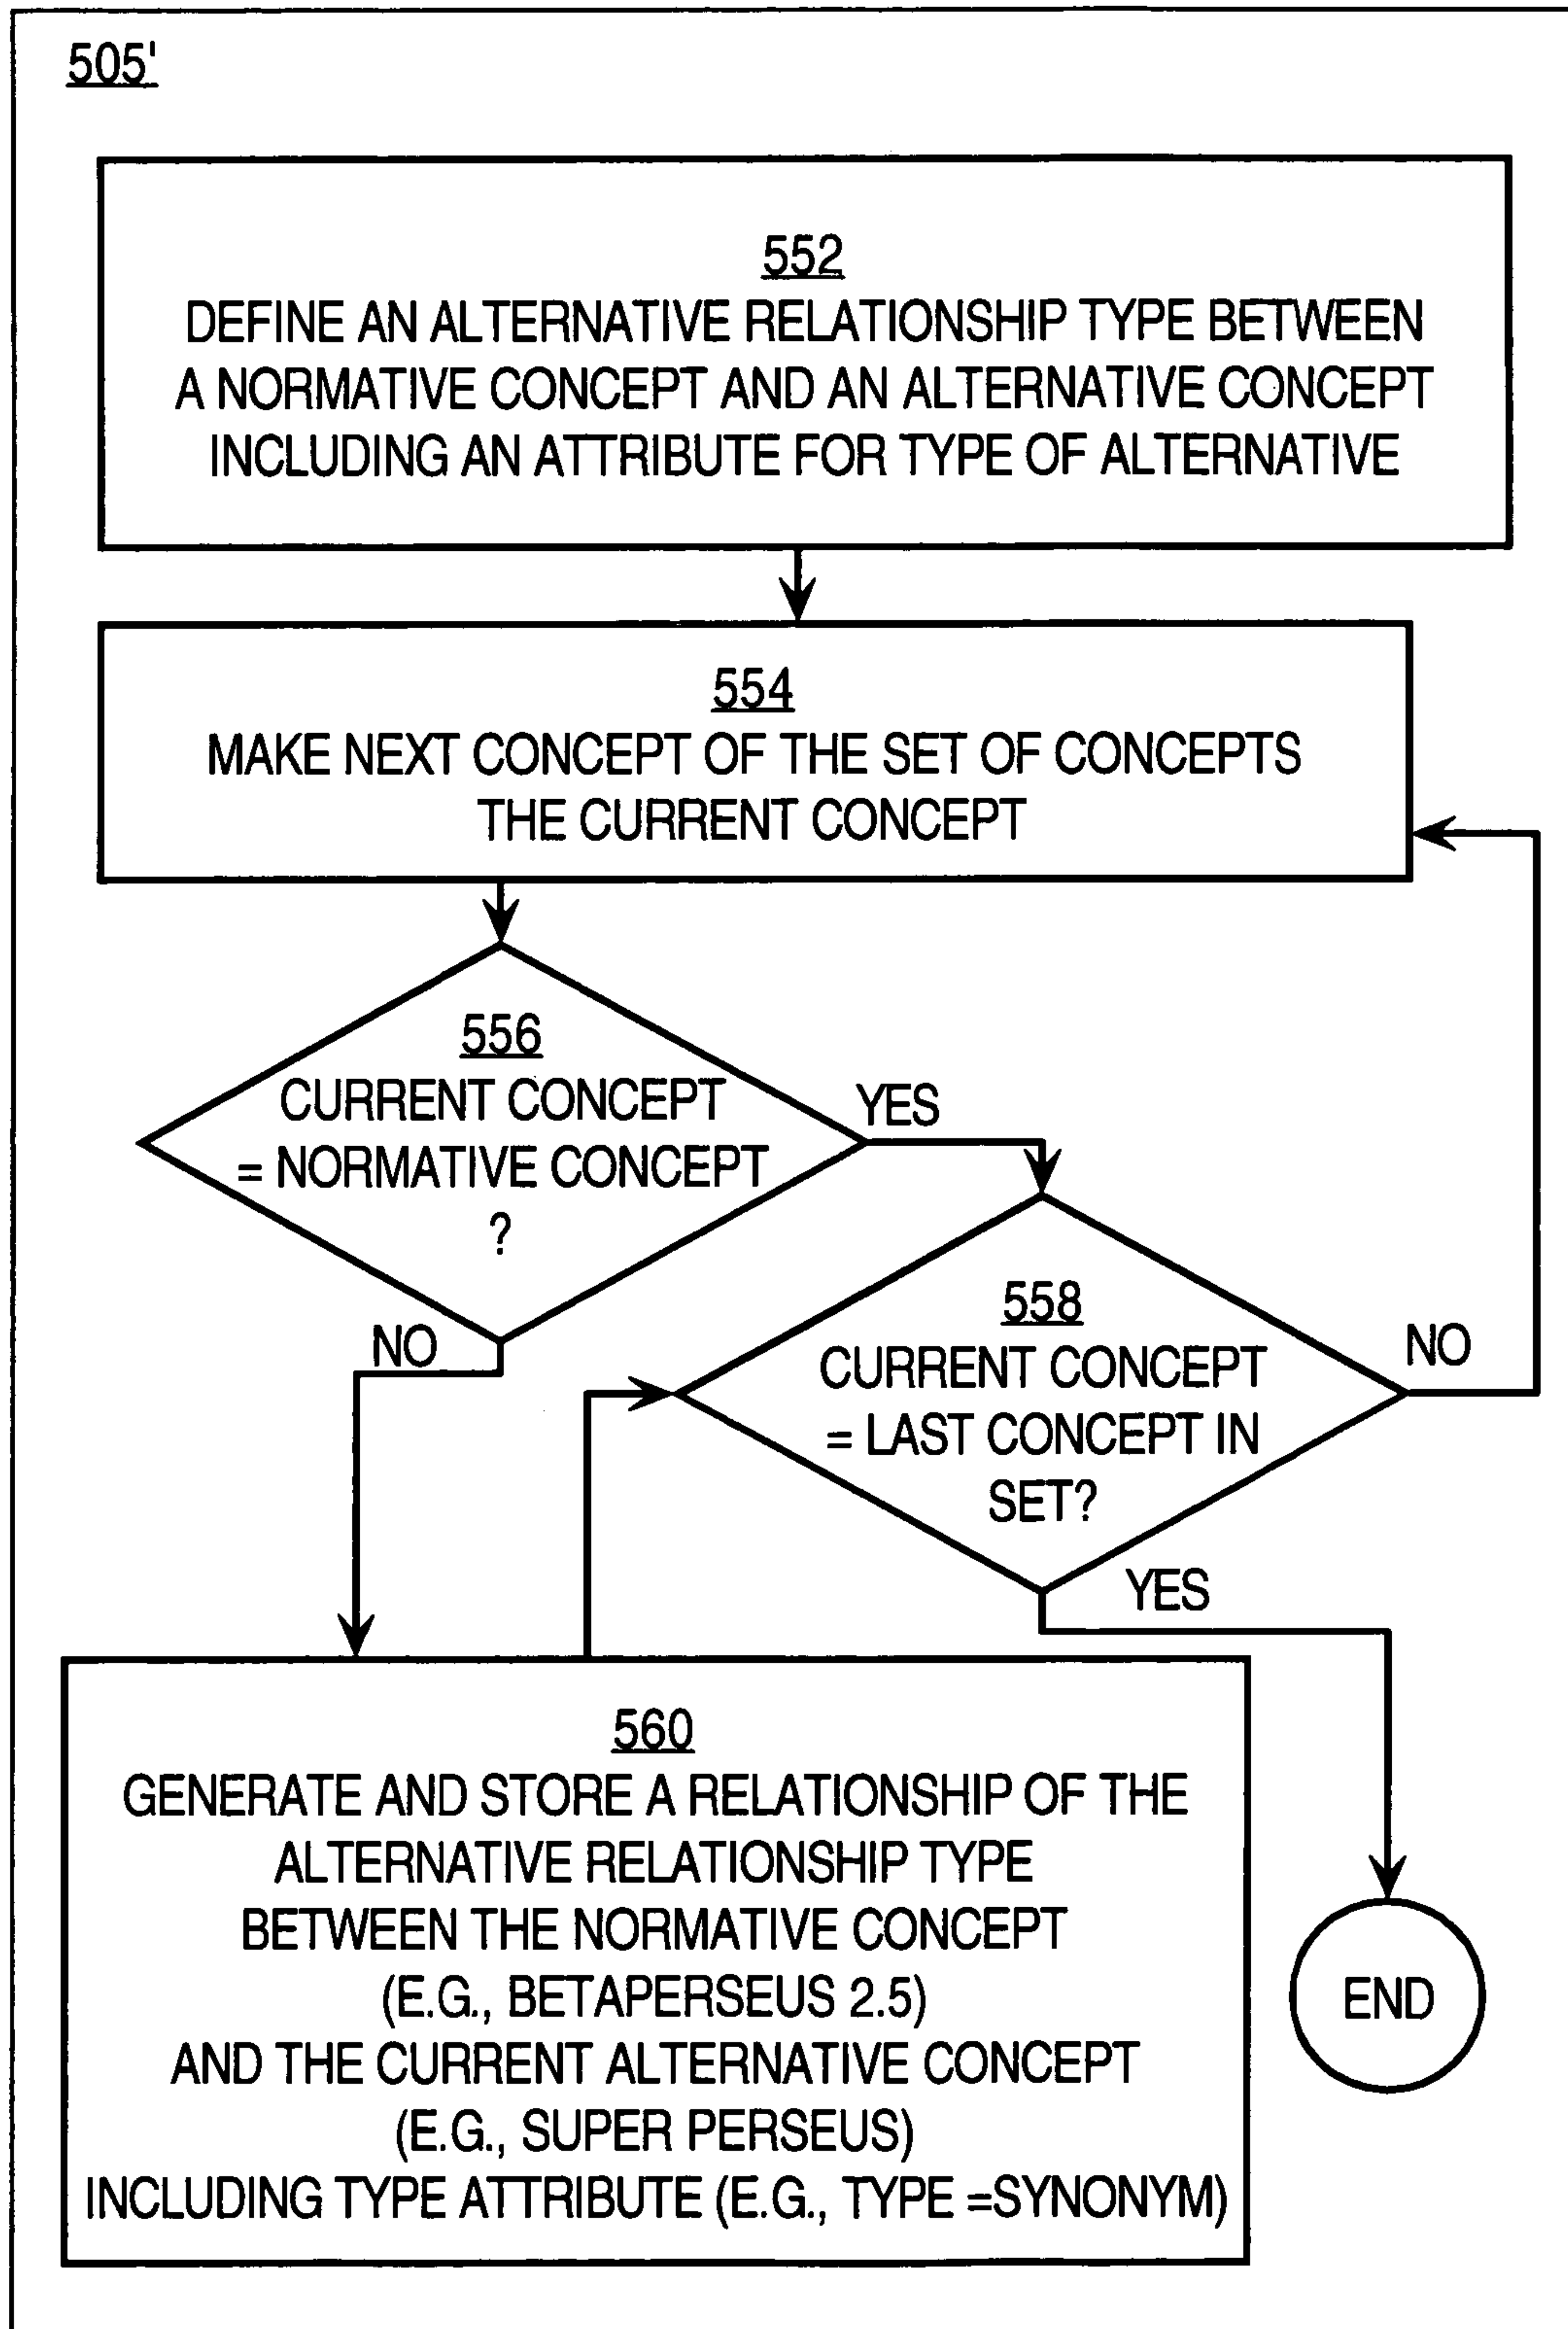 505'
552
DEFINE AN ALTERNATIVE RELATIONSHIP TYPE BETWEEN
A NORMATIVE CONCEPT AND AN ALTERNATIVE CONCEPT
INCLUDING AN ATTRIBUTE FOR TYPE OF ALTERNATIVE
554
MAKE NEXT CONCEPT OF THE SET OF CONCEPTS
THE CURRENT CONCEPT
556
CURRENT CONCEPT
= NORMATIVE CONCEPT
?
YES
NO
558
CURRENT CONCEPT
= LAST CONCEPT IN
SET?
NO
YES
560
GENERATE AND STORE A RELATIONSHIP OF THE
ALTERNATIVE RELATIONSHIP TYPE
BETWEEN THE NORMATIVE CONCEPT
(E.G., BETAPERSEUS 2.5)
AND THE CURRENT ALTERNATIVE CONCEPT
(E.G., SUPER PERSEUS)
INCLUDING TYPE ATTRIBUTE (E.G., TYPE =SYNONYM)
END